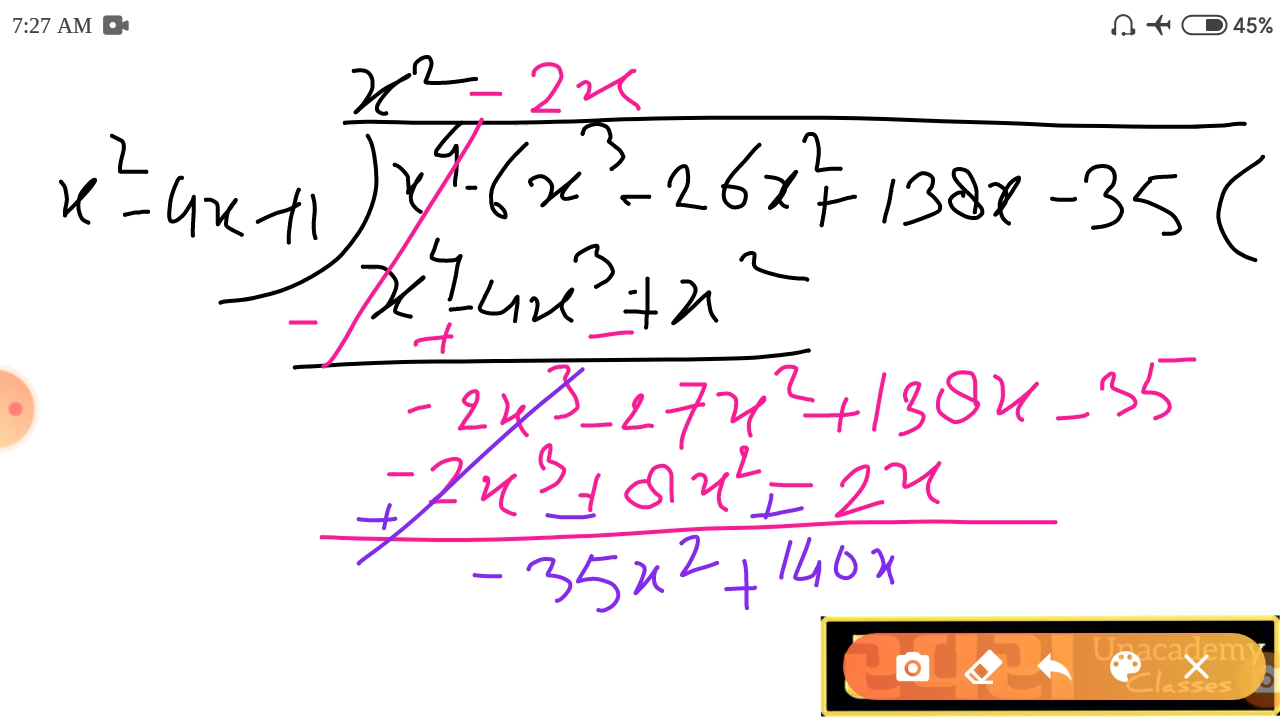 7:27 AM 45%
x² - 2x
x² - 4x + 1 ) x⁴ - 6x³ - 26x² + 138x - 35 (
x⁴ - 4x³ + x²
- + -
- 2x³ - 27x² + 138x - 35
- 2x³ + 8x² - 2x
+ - +
- 35x² + 140x
Unacademy
Classes